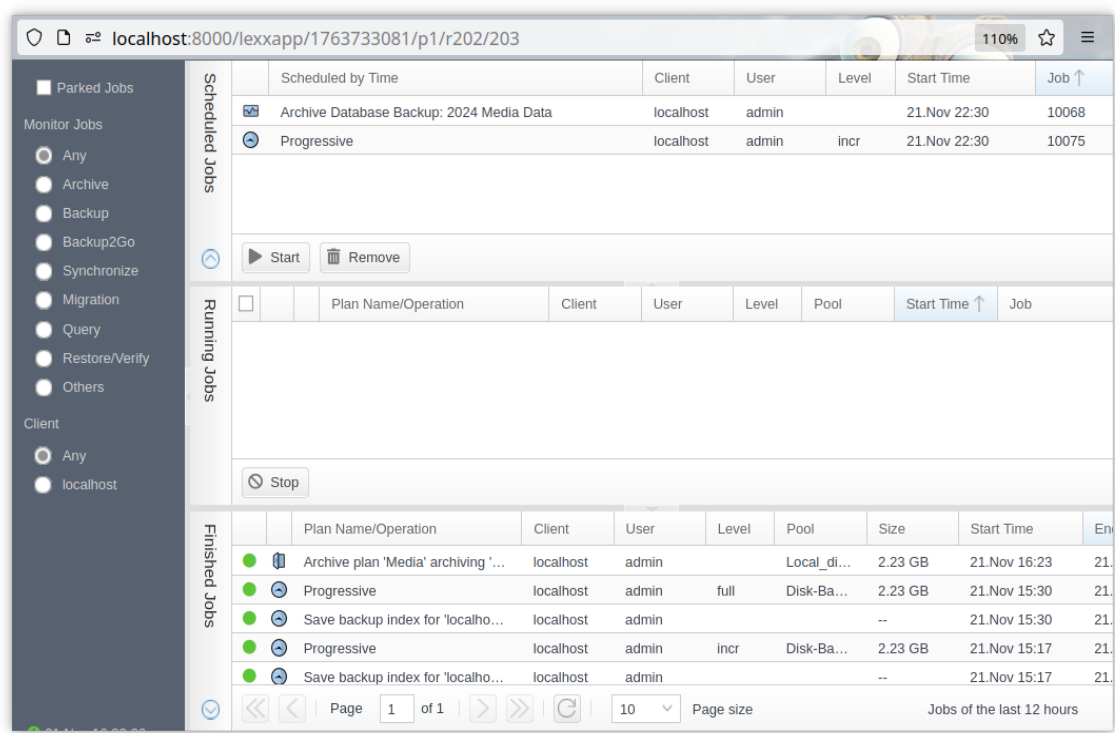 localhost:8000/lexxapp/1763733081/p1/r202/203 110%
Parked Jobs
Monitor Jobs
Any
Archive
Backup
Backup2Go
Synchronize
Migration
Query
Restore/Verify
Others
Client
Any
localhost
Scheduled Jobs
Scheduled by Time Client User Level Start Time Job
Archive Database Backup: 2024 Media Data localhost admin 21.Nov 22:30 10068
Progressive localhost admin incr 21.Nov 22:30 10075
Start Remove
Running Jobs
Plan Name/Operation Client User Level Pool Start Time Job
Stop
Finished Jobs
Plan Name/Operation Client User Level Pool Size Start Time
Archive plan 'Media' archiving '... localhost admin Local_di... 2.23 GB 21.Nov 16:23 21.
Progressive localhost admin full Disk-Ba... 2.23 GB 21.Nov 15:30 21.
Save backup index for 'localho... localhost admin -- 21.Nov 15:30 21.
Progressive localhost admin incr Disk-Ba... 2.23 GB 21.Nov 15:17 21.
Save backup index for 'localho... localhost admin -- 21.Nov 15:17 21.
Page 1 of 1 10 Page size Jobs of the last 12 hours